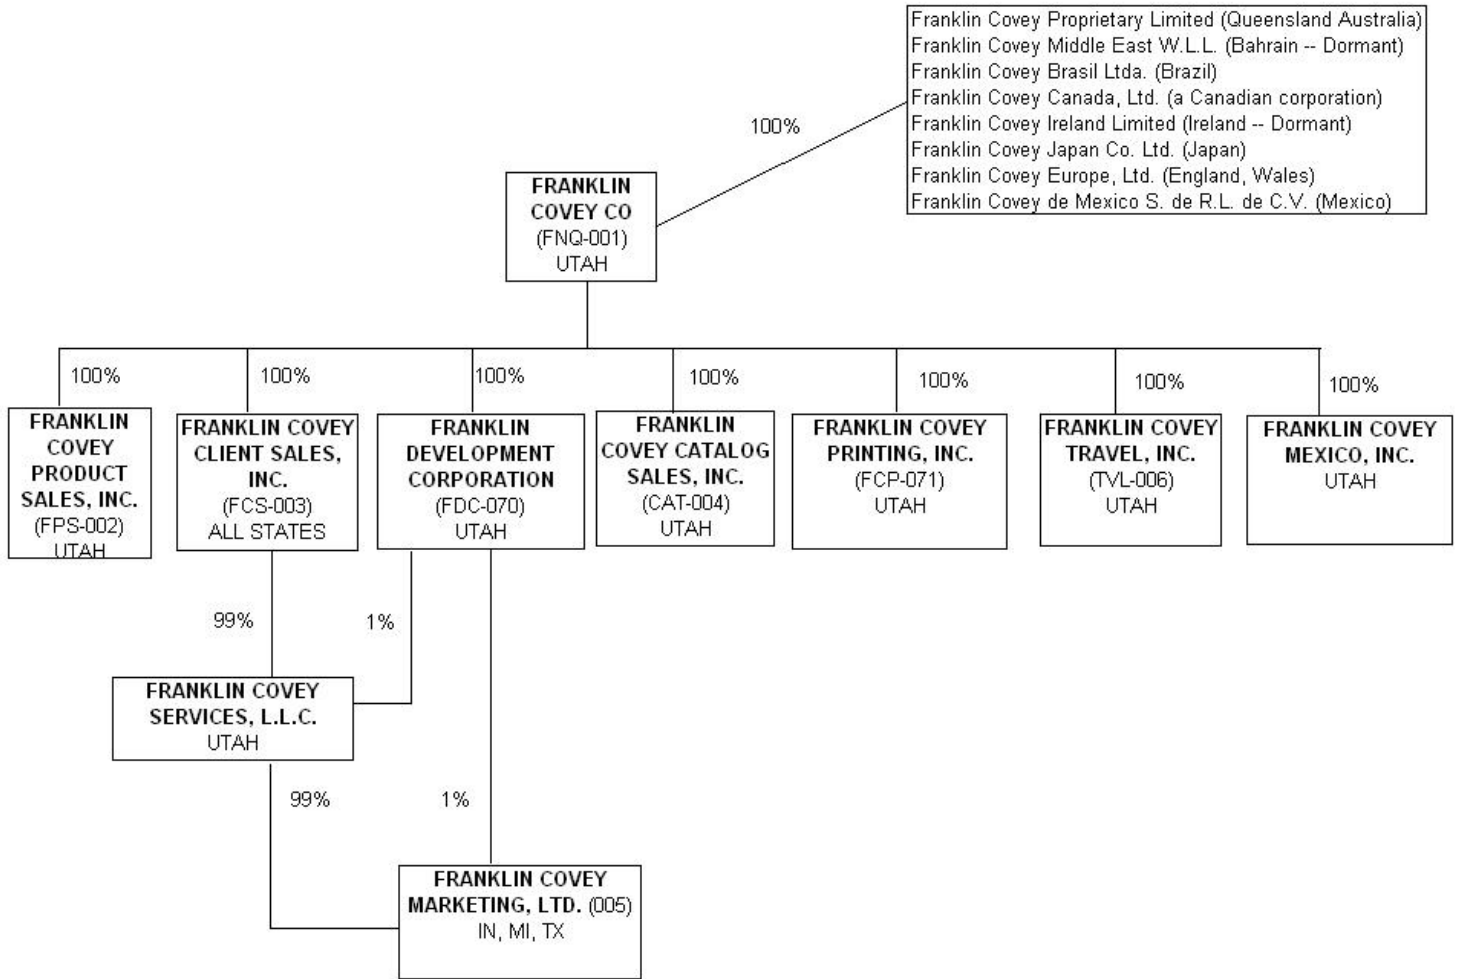 Franklin Covey Proprietary Limited (Queensland Australia)
Franklin Covey Middle East W.L.L. (Bahrain -- Dormant)
Franklin Covey Brasil Ltda. (Brazil)
Franklin Covey Canada, Ltd. (a Canadian corporation)
Franklin Covey Ireland Limited (Ireland -- Dormant)
Franklin Covey Japan Co. Ltd. (Japan)
Franklin Covey Europe, Ltd. (England, Wales)
Franklin Covey de Mexico S. de R.L. de C.V. (Mexico)
100%
FRANKLIN
COVEY CO
(FNQ-001)
UTAH
100%
100%
100%
100%
100%
100%
100%
FRANKLIN
COVEY
PRODUCT
SALES, INC.
(FPS-002)
UTAH
FRANKLIN COVEY
CLIENT SALES,
INC.
(FCS-003)
ALL STATES
FRANKLIN
DEVELOPMENT
CORPORATION
(FDC-070)
UTAH
FRANKLIN
COVEY CATALOG
SALES, INC.
(CAT-004)
UTAH
FRANKLIN COVEY
PRINTING, INC.
(FCP-071)
UTAH
FRANKLIN COVEY
TRAVEL, INC.
(TVL-006)
UTAH
FRANKLIN COVEY
MEXICO, INC.
UTAH
99%
1%
FRANKLIN COVEY
SERVICES, L.L.C.
UTAH
99%
1%
FRANKLIN COVEY
MARKETING, LTD. (005)
IN, MI, TX